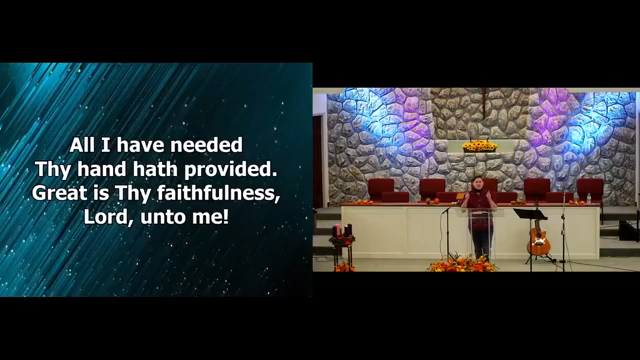 All I have needed
Thy hand hath provided.
Great is Thy faithfulness,
Lord, unto me!